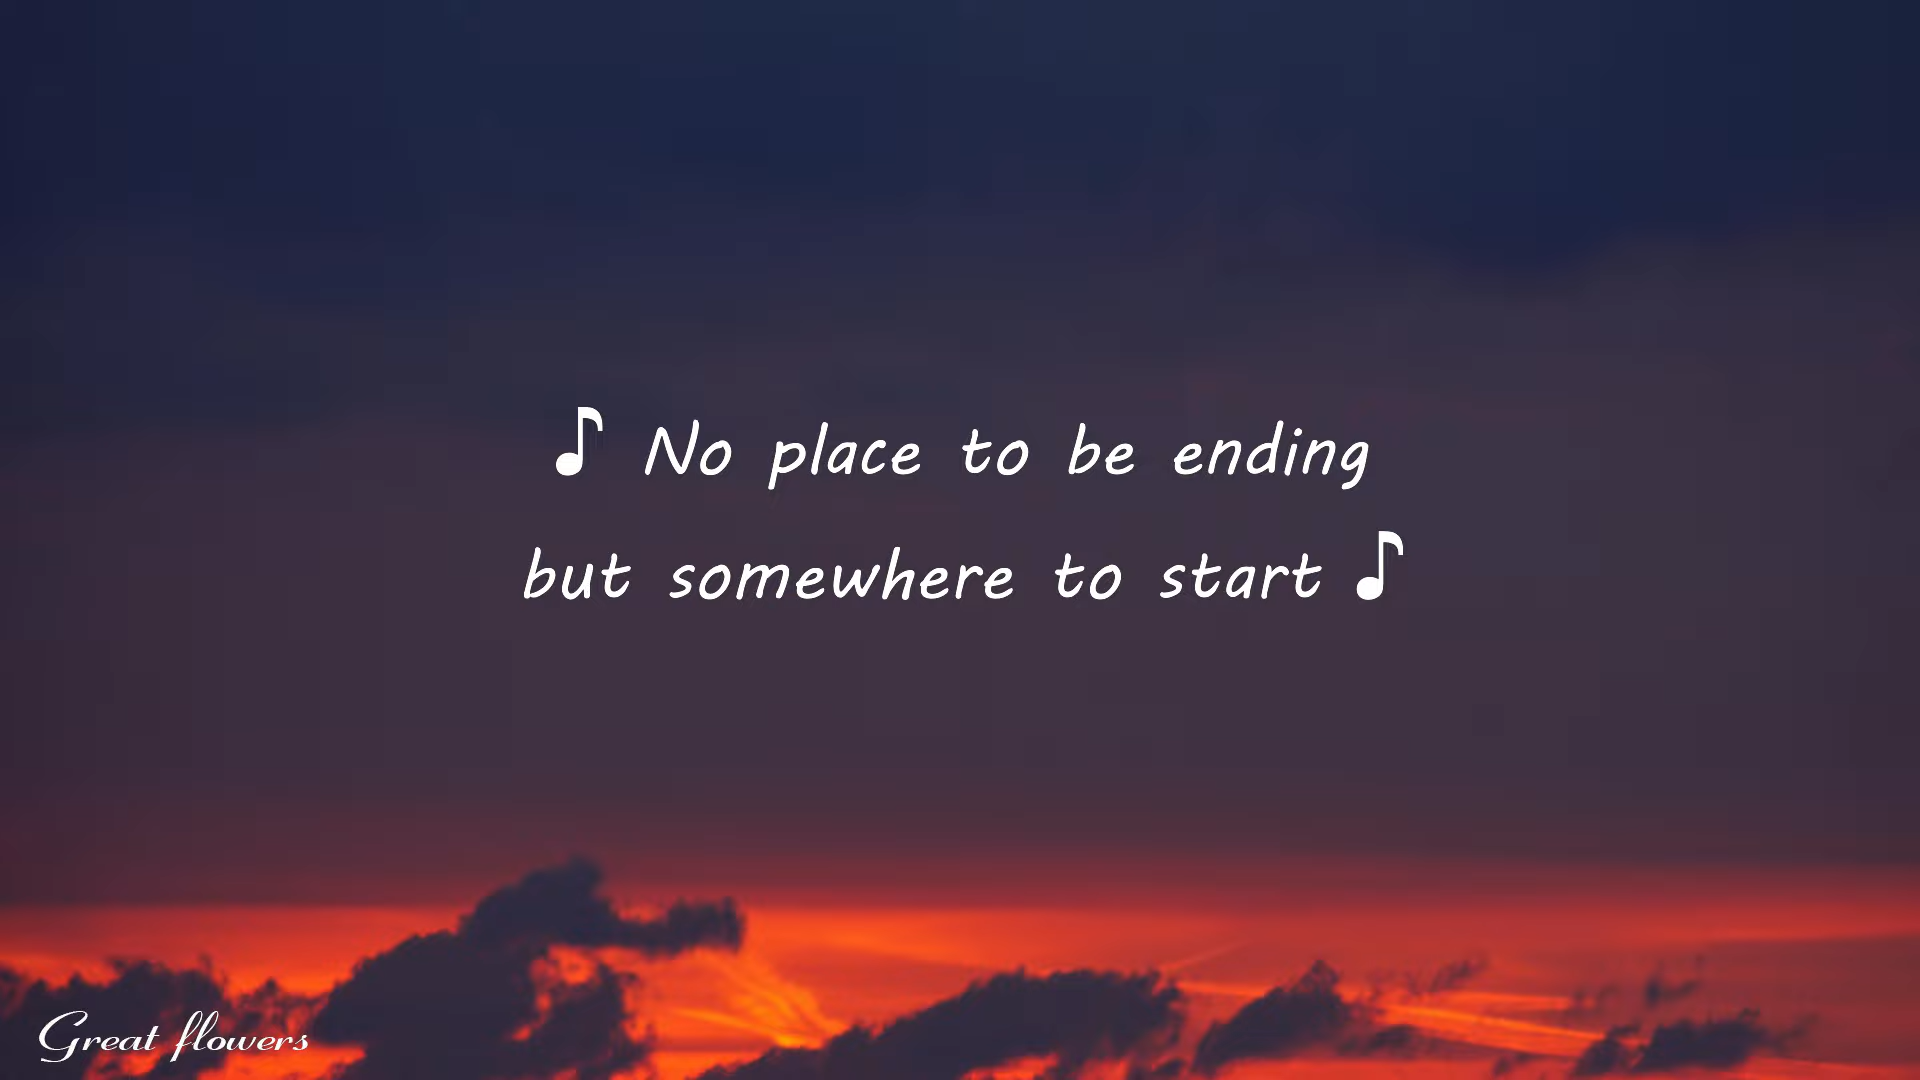 ♪ No place to be ending
but somewhere to start ♪
Great flowers